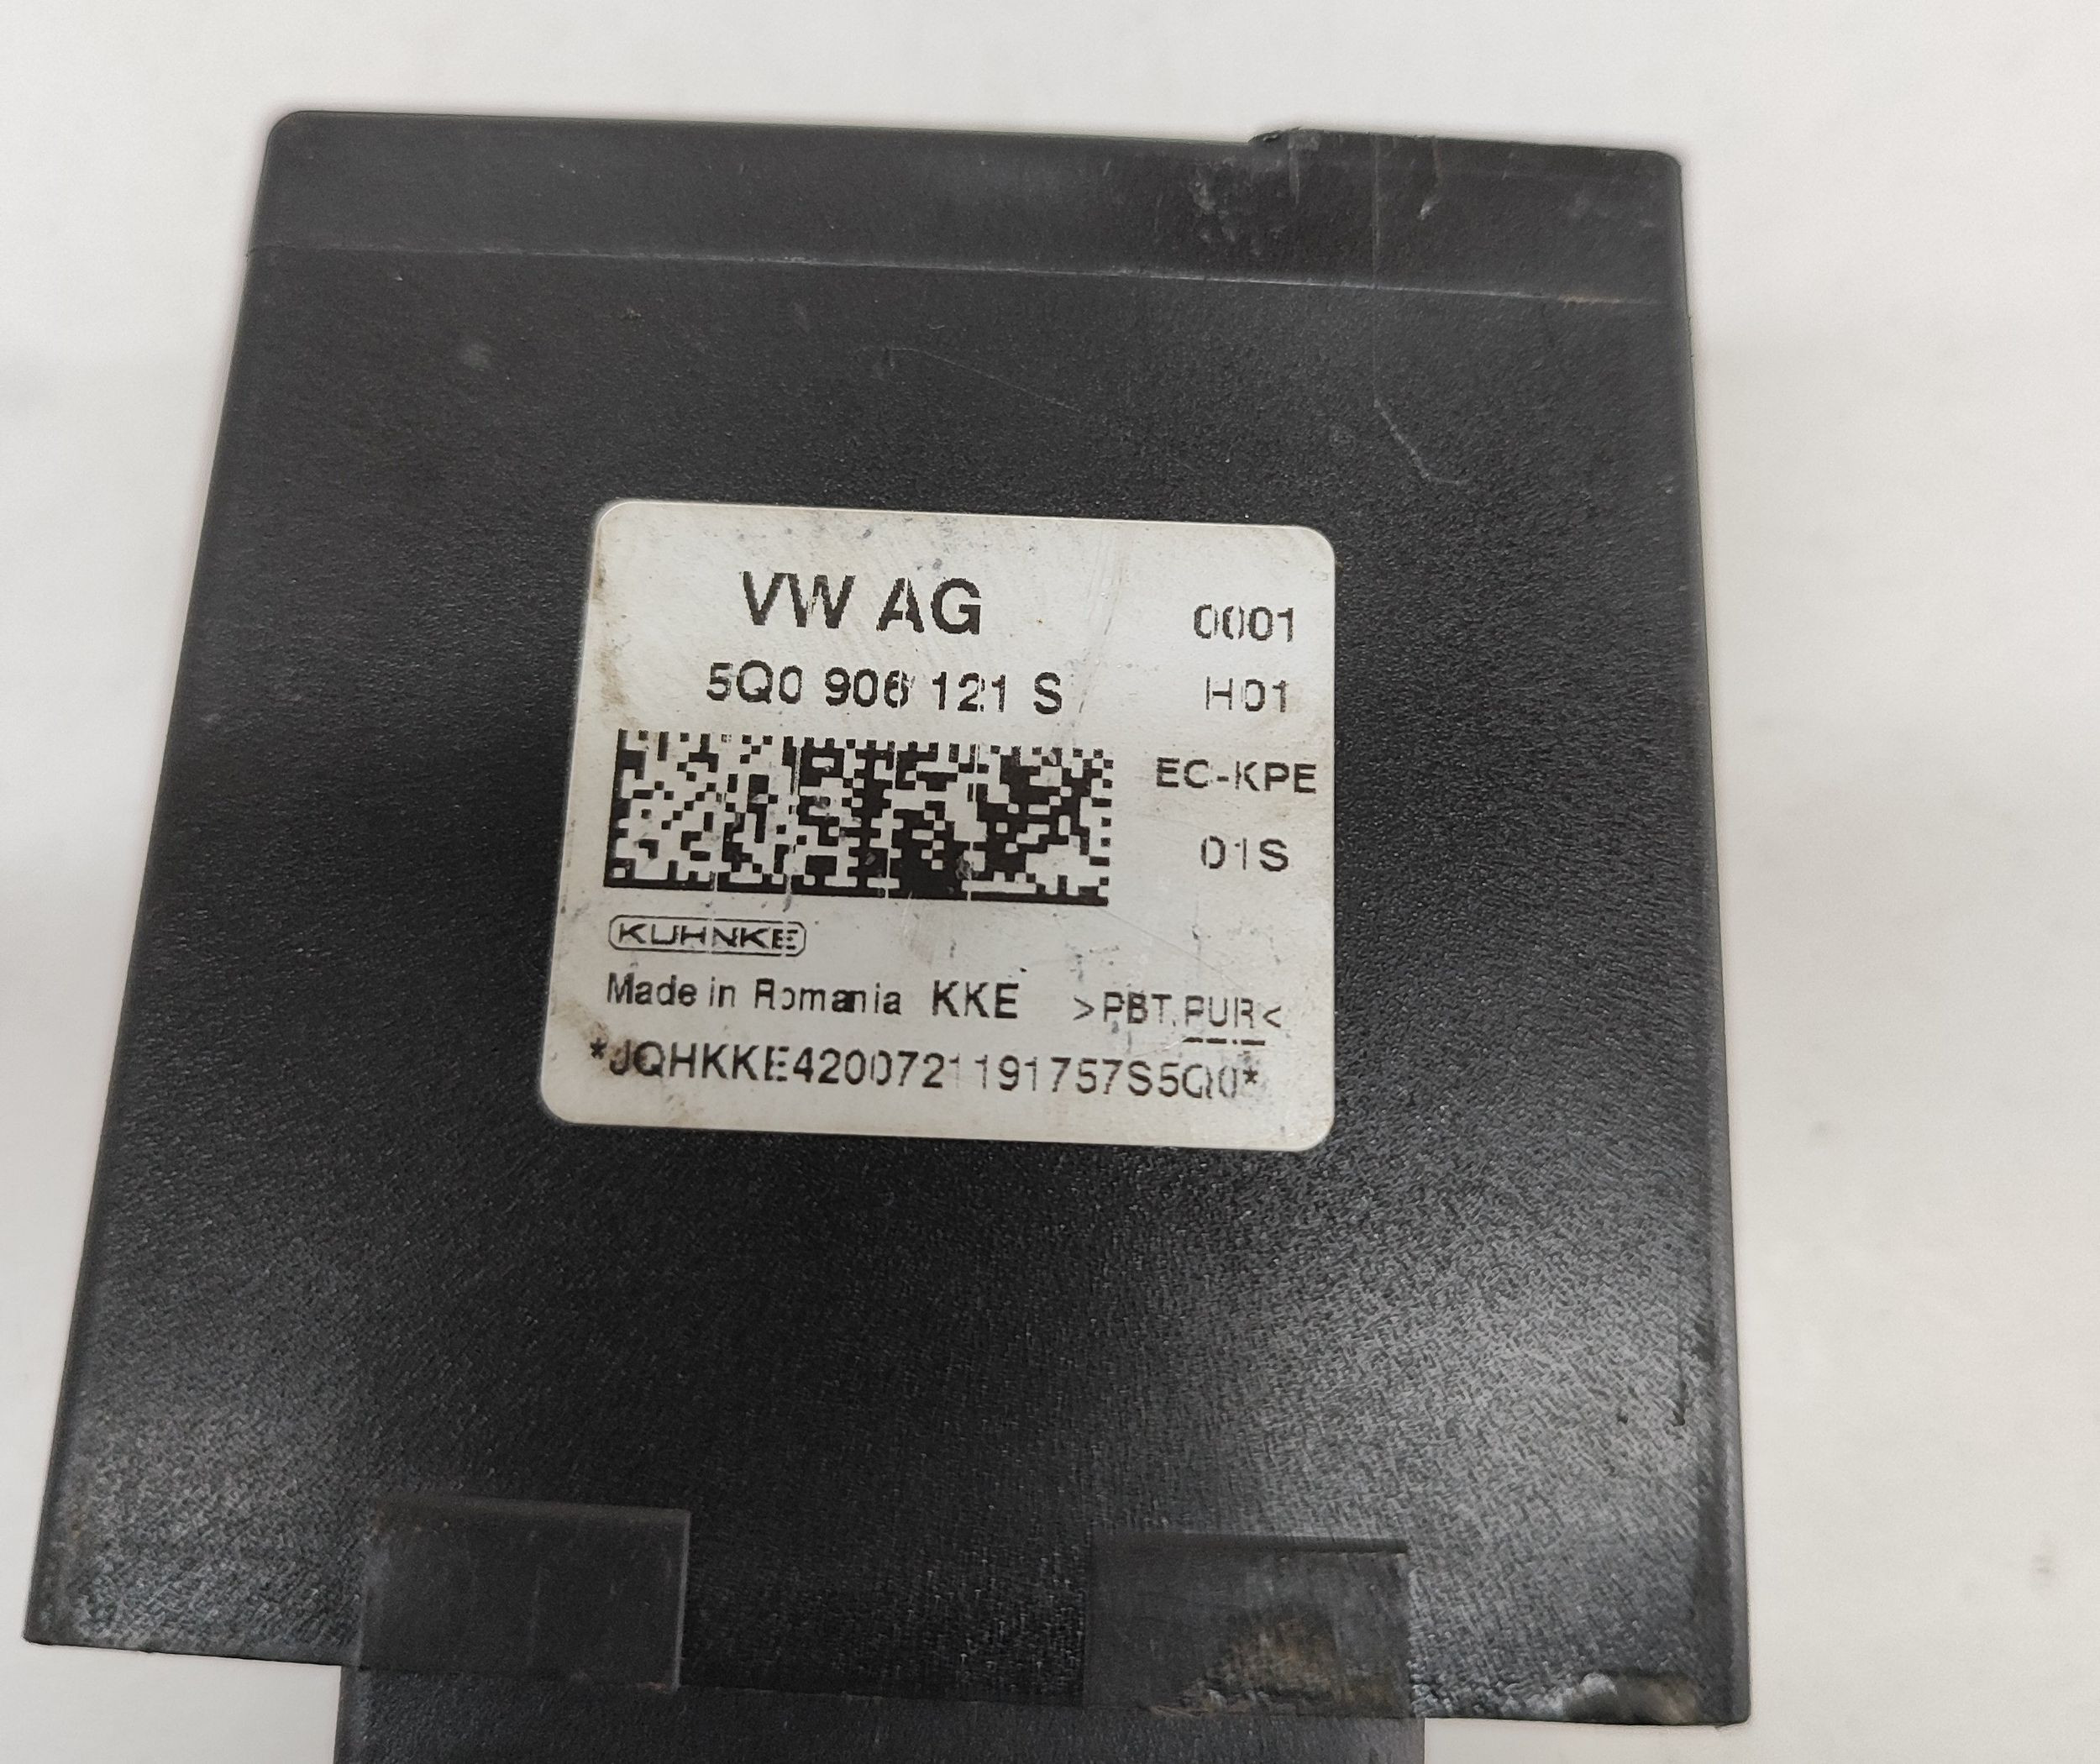 VW AG 0001
5Q0 906 121 S H01
EC-KPE
01S
KUHNKE
Made in Romania KKE >PBT, PUR<
*JQHKKE4200721191757S5Q0*